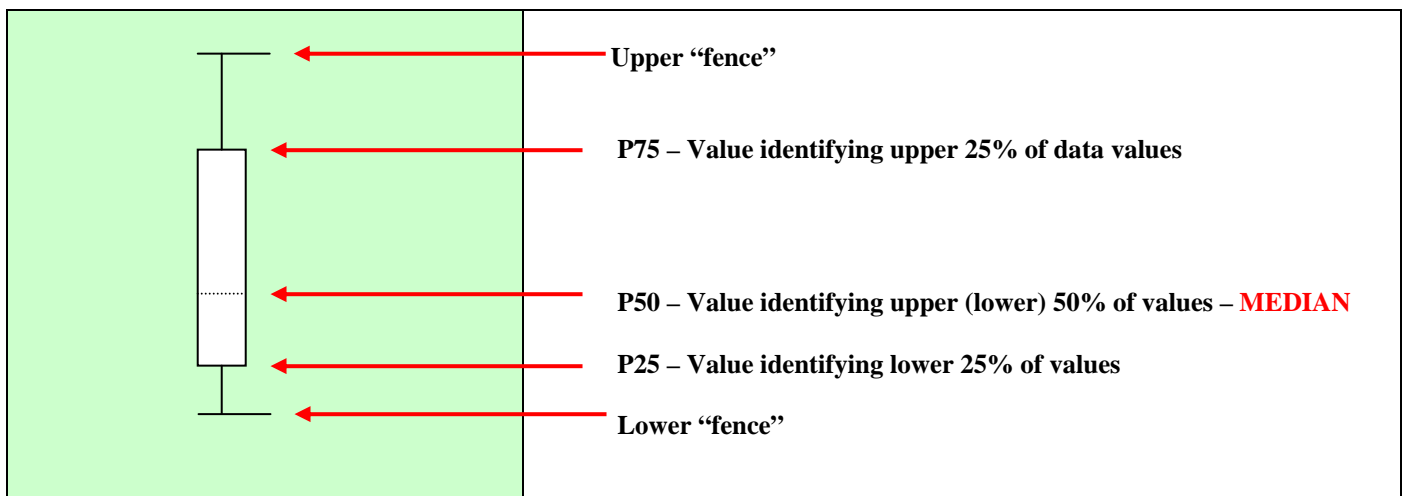 Upper “fence”
P75 – Value identifying upper 25% of data values
P50 – Value identifying upper (lower) 50% of values – MEDIAN
P25 – Value identifying lower 25% of values
Lower “fence”